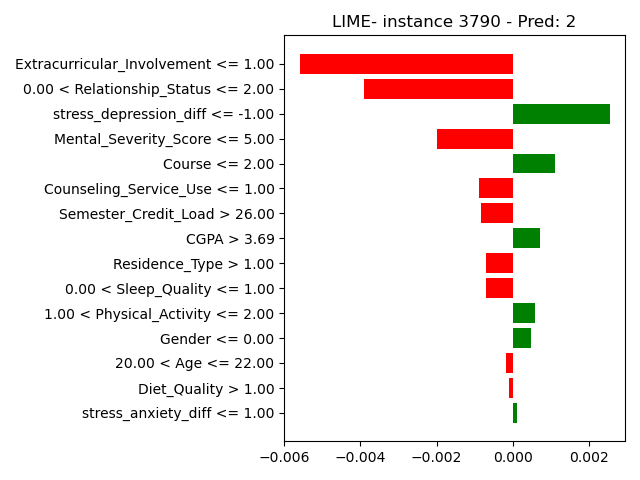 LIME- instance 3790 - Pred: 2
Extracurricular_Involvement <= 1.00
0.00 < Relationship_Status <= 2.00
stress_depression_diff <= -1.00
Mental_Severity_Score <= 5.00
Course <= 2.00
Counseling_Service_Use <= 1.00
Semester_Credit_Load > 26.00
CGPA > 3.69
Residence_Type > 1.00
0.00 < Sleep_Quality <= 1.00
1.00 < Physical_Activity <= 2.00
Gender <= 0.00
20.00 < Age <= 22.00
Diet_Quality > 1.00
stress_anxiety_diff <= 1.00
−0.006 −0.004 −0.002 0.000 0.002